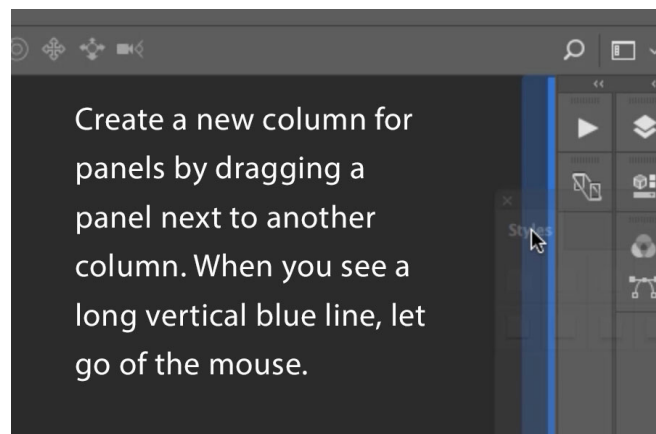 Create a new column for
panels by dragging a
panel next to another
column. When you see a
long vertical blue line, let
go of the mouse.
Styles